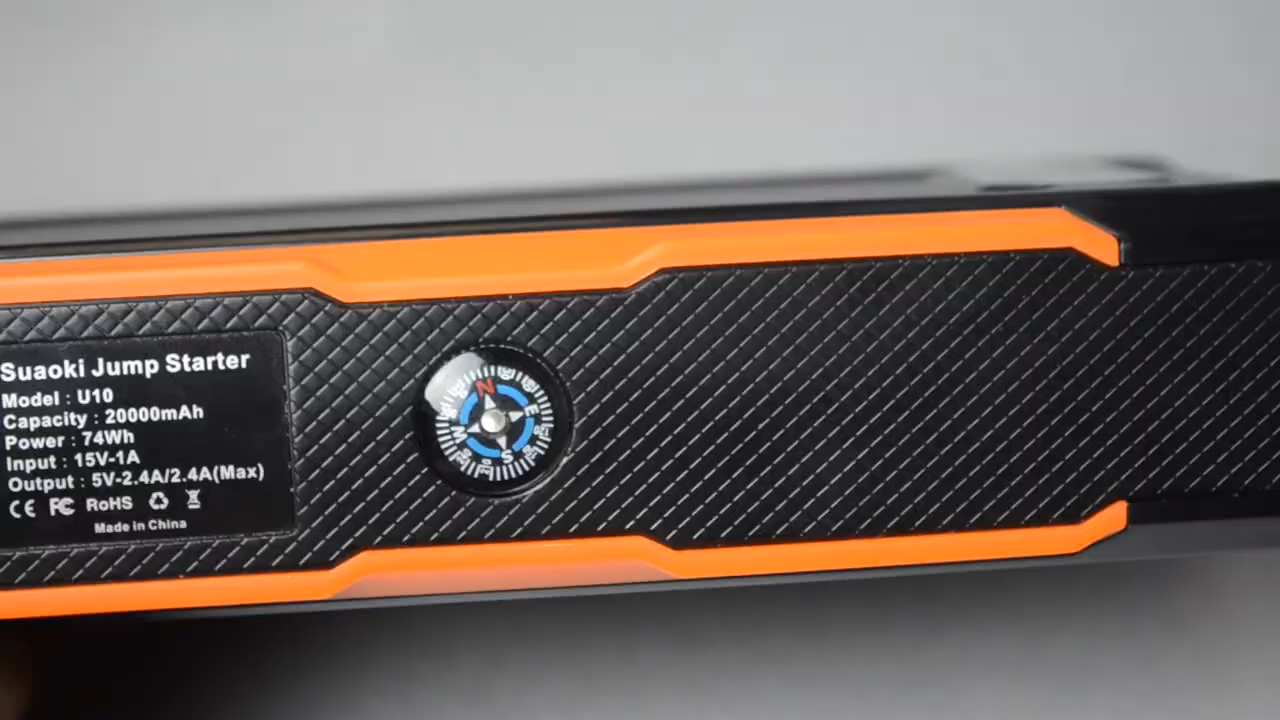 Suaoki Jump Starter
Model : U10
Capacity : 20000mAh
Power : 74Wh
Input : 15V-1A
Output : 5V-2.4A/2.4A(Max)
CE FC RoHS
Made in China
N
E
S
W